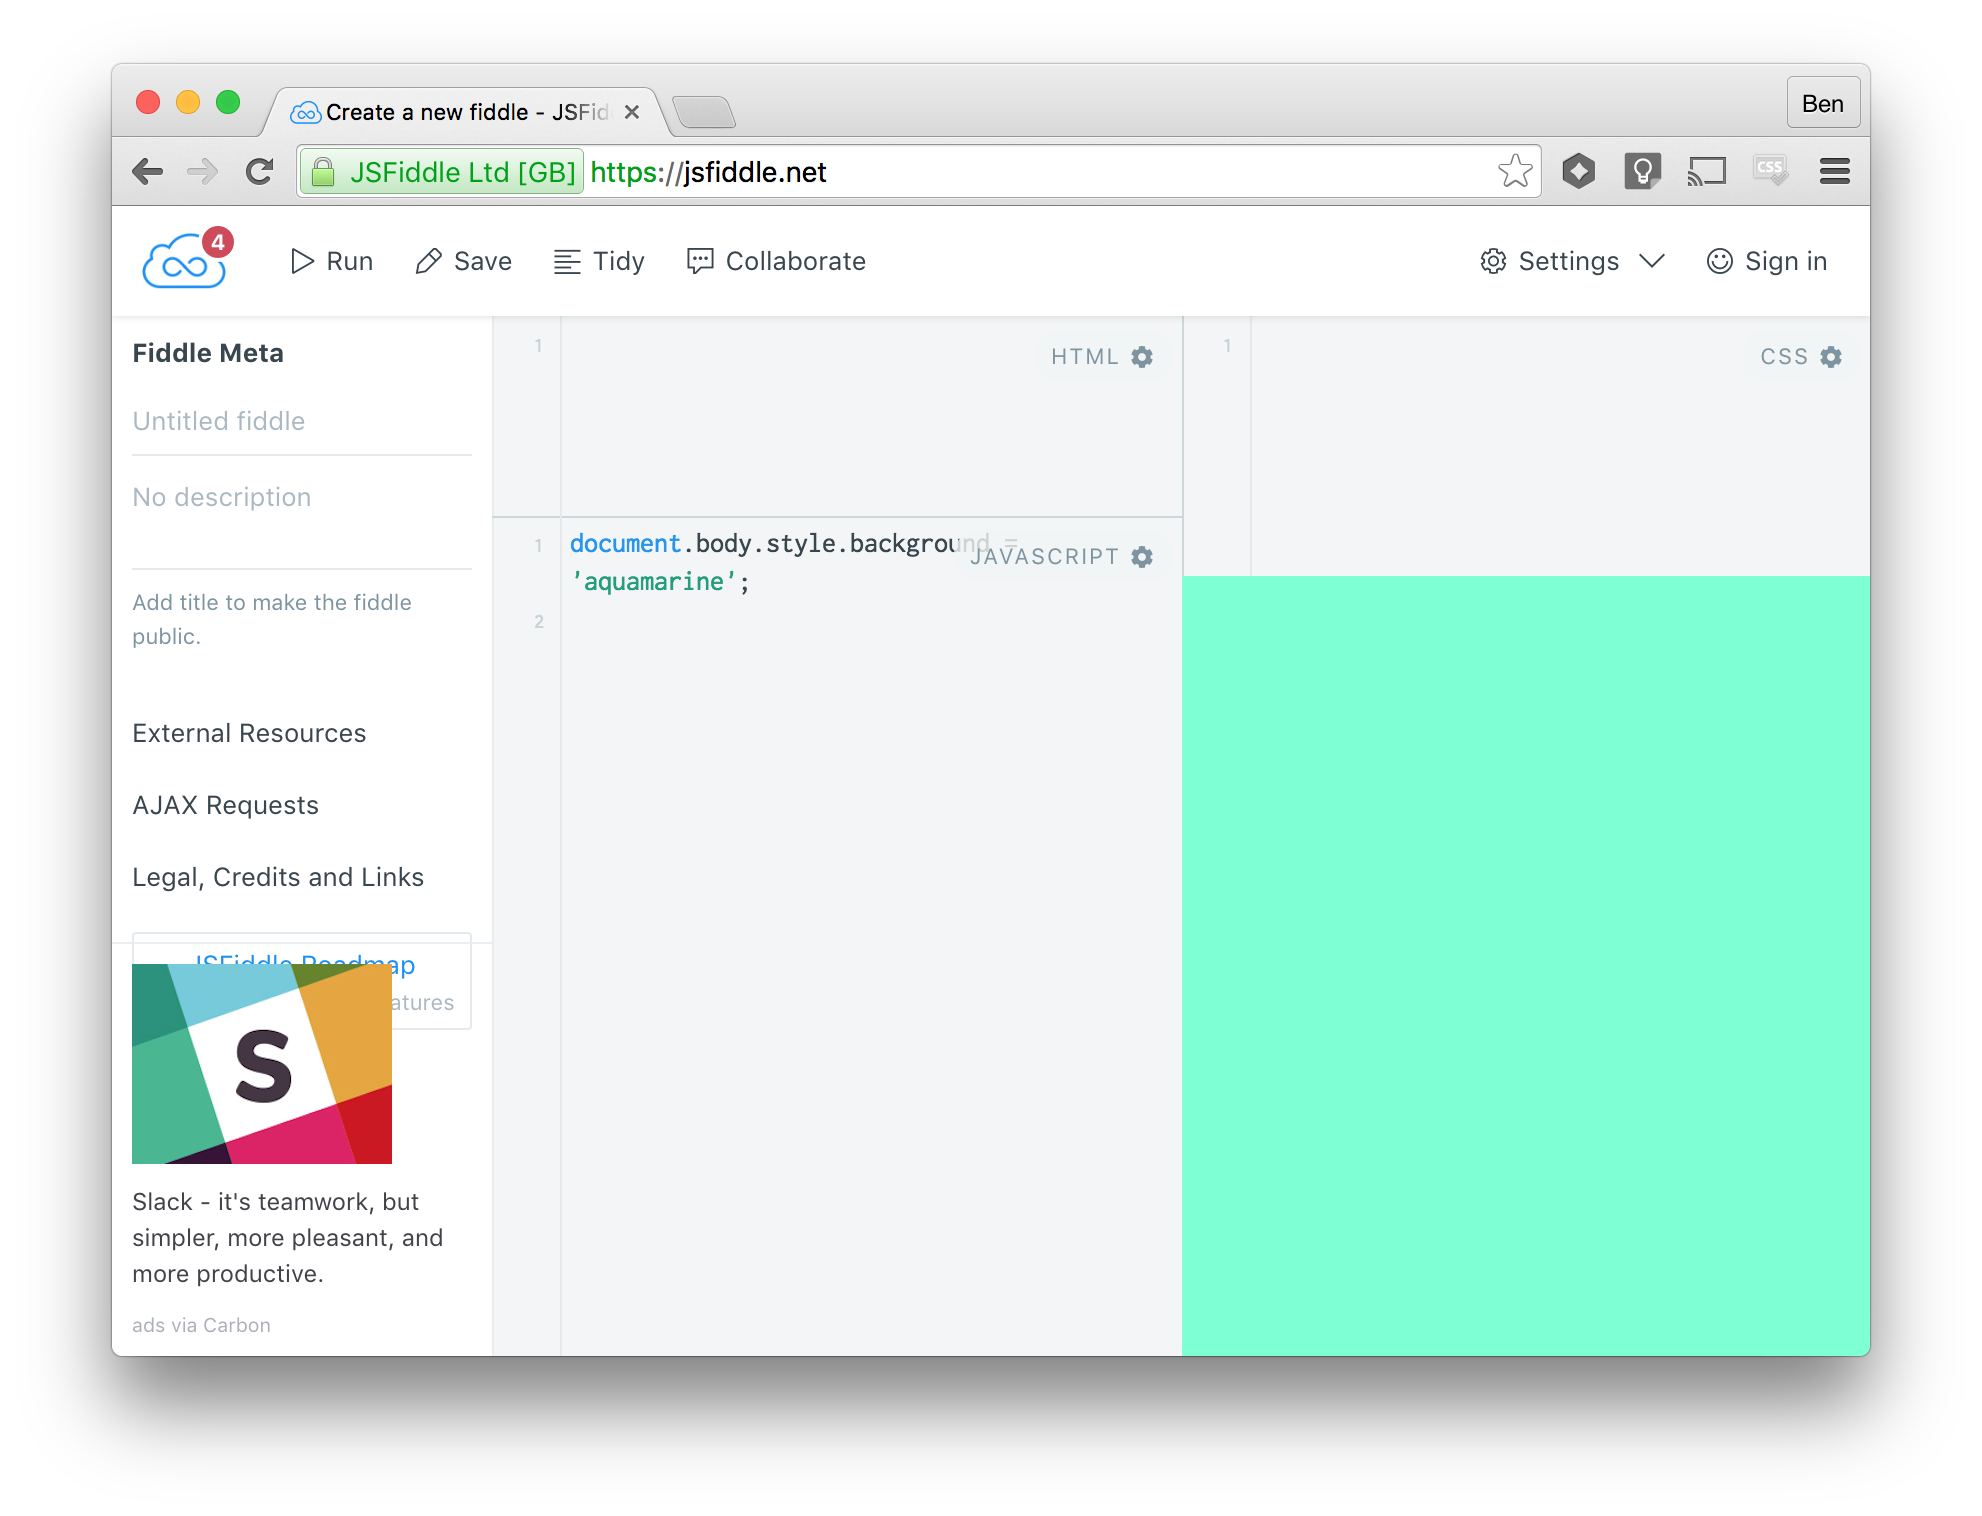 Create a new fiddle - JSFid
Ben
JSFiddle Ltd [GB] https://jsfiddle.net
CSS
4
Run Save Tidy Collaborate Settings Sign in
Fiddle Meta
Untitled fiddle
No description
Add title to make the fiddle
public.
External Resources
AJAX Requests
Legal, Credits and Links
JSFiddle Roadmap
atures
S
Slack - it's teamwork, but
simpler, more pleasant, and
more productive.
ads via Carbon
1
HTML
1 document.body.style.background =
'aquamarine';
JAVASCRIPT
2
1
CSS